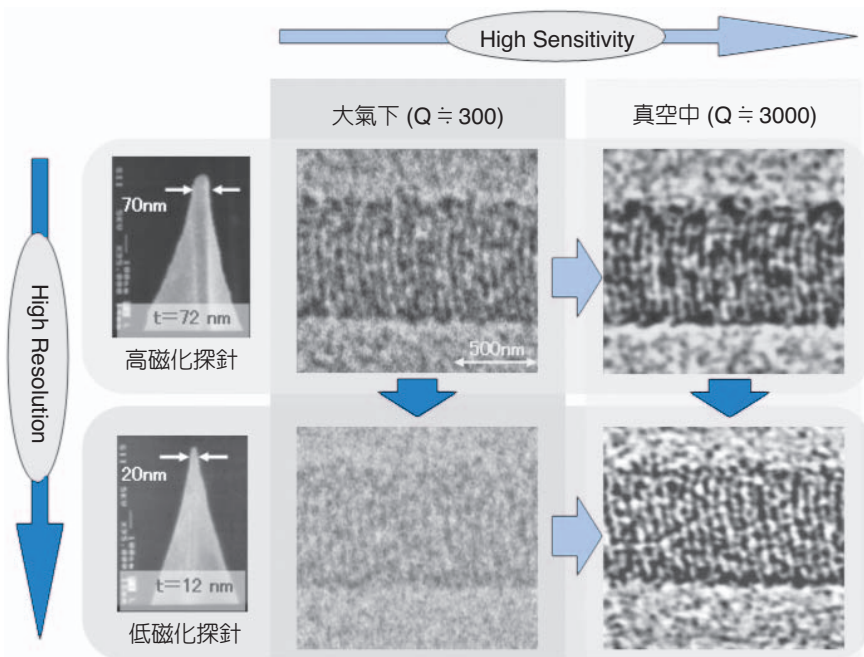 High Sensitivity
大氣下 (Q ≒ 300)
真空中 (Q ≒ 3000)
High Resolution
70nm
t=72 nm
高磁化探針
500nm
20nm
t=12 nm
低磁化探針